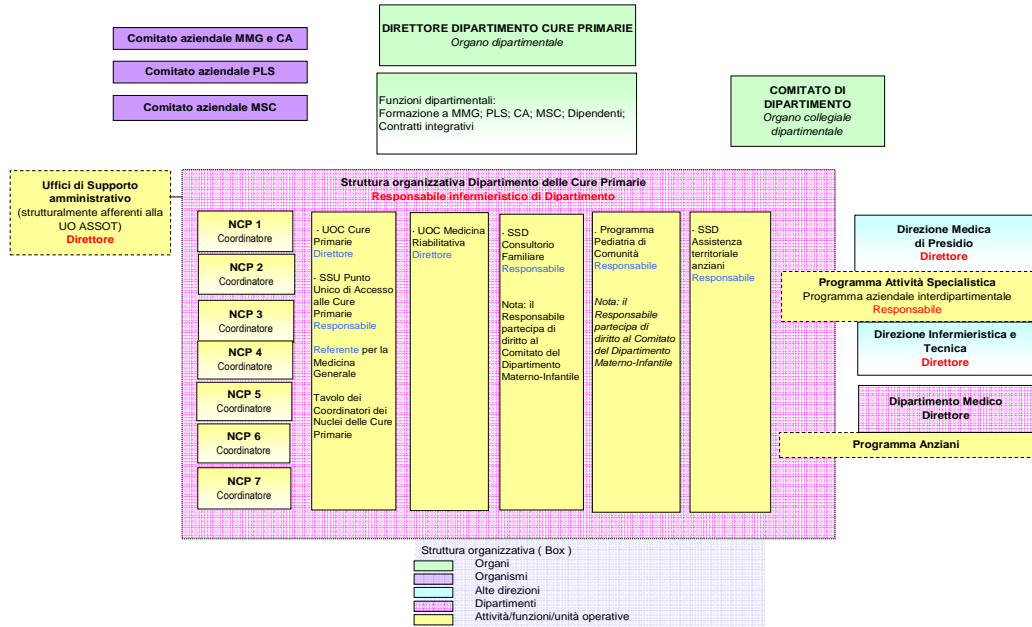 Comitato aziendale MMG e CA
Comitato aziendale PLS
Comitato aziendale MSC
DIRETTORE DIPARTIMENTO CURE PRIMARIE
Organo dipartimentale
Funzioni dipartimentali:
Formazione a MMG; PLS; CA; MSC; Dipendenti;
Contratti integrativi
COMITATO DI
DIPARTIMENTO
Organo collegiale
dipartimentale
Uffici di Supporto
amministrativo
(strutturalmente afferenti alla
UO ASSOT)
Direttore
Struttura organizzativa Dipartimento delle Cure Primarie
Responsabile infermieristico di Dipartimento
NCP 1
Coordinatore
NCP 2
Coordinatore
NCP 3
Coordinatore
NCP 4
Coordinatore
NCP 5
Coordinatore
NCP 6
Coordinatore
NCP 7
Coordinatore
- UOC Cure
Primarie
Direttore
- SSU Punto
Unico di Accesso
alle Cure
Primarie
Responsabile
Referente per la
Medicina
Generale
Tavolo dei
Coordinatori dei
Nuclei delle Cure
Primarie
- UOC Medicina
Riabilitativa
Direttore
- SSD
Consultorio
Familiare
Responsabile
Nota: il
Responsabile
partecipa di
diritto al
Comitato del
Dipartimento
Materno-Infantile
- Programma
Pediatria di
Comunità
Responsabile
Nota: il
Responsabile
partecipa di
diritto al Comitato
del Dipartimento
Materno-Infantile
- SSD
Assistenza
territoriale
anziani
Responsabile
Direzione Medica
di Presidio
Direttore
Programma Attività Specialistica
Programma aziendale interdipartimentale
Responsabile
Direzione Infermieristica e
Tecnica
Direttore
Dipartimento Medico
Direttore
Programma Anziani
Struttura organizzativa ( Box )
Organi
Organismi
Alte direzioni
Dipartimenti
Attività/funzioni/unità operative